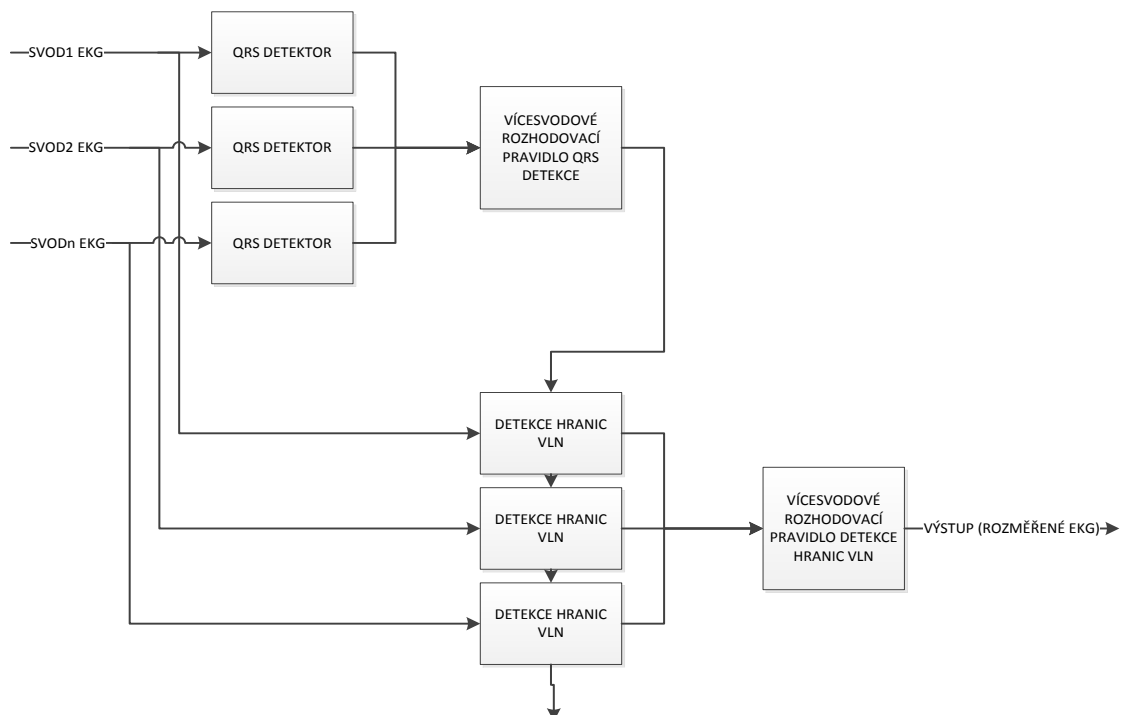 SVOD1 EKG
QRS DETEKTOR
SVOD2 EKG
QRS DETEKTOR
SVODn EKG
QRS DETEKTOR
VÍCESVODOVÉ
ROZHODOVACÍ
PRAVIDLO QRS
DETEKCE
DETEKCE HRANIC
VLN
DETEKCE HRANIC
VLN
DETEKCE HRANIC
VLN
VÍCESVODOVÉ
ROZHODOVACÍ
PRAVIDLO DETEKCE
HRANIC VLN
VÝSTUP (ROZMĚŘENÉ EKG)